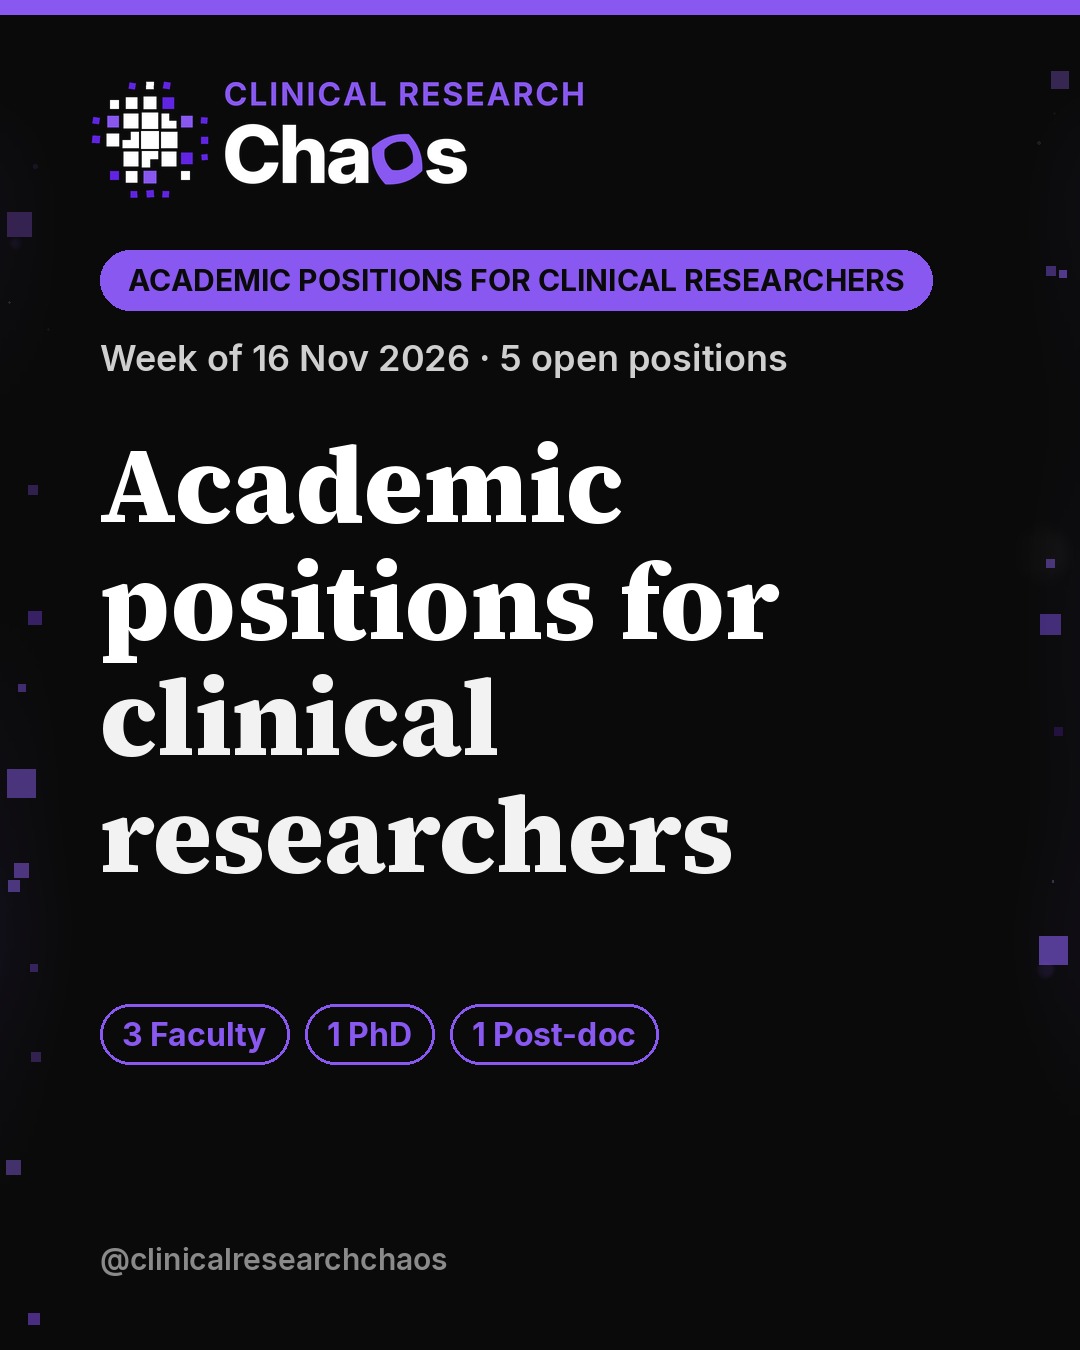 CLINICAL RESEARCH
Chaos
ACADEMIC POSITIONS FOR CLINICAL RESEARCHERS
Week of 16 Nov 2026 · 5 open positions
Academic
positions for
clinical
researchers
3 Faculty
1 PhD
1 Post-doc
@clinicalresearchchaos